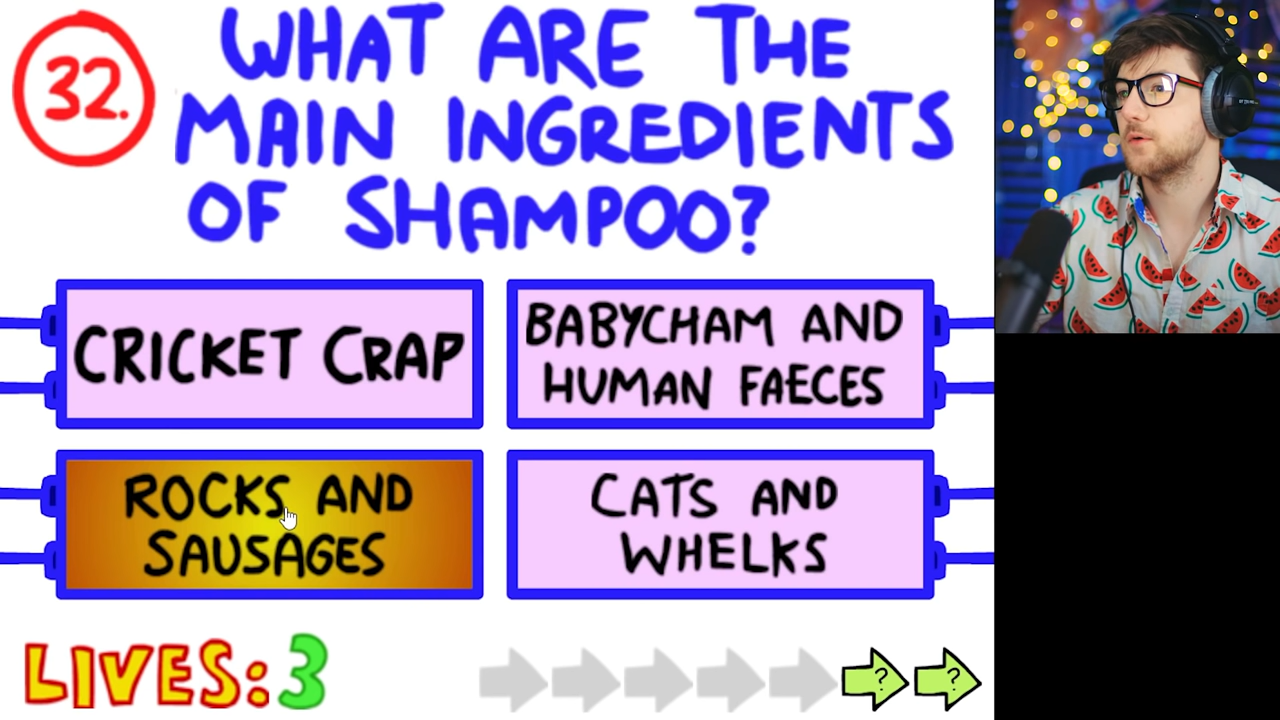 32.
WHAT ARE THE
MAIN INGREDIENTS
OF SHAMPOO?
CRICKET CRAP
BABYCHAM AND
HUMAN FAECES
ROCKS AND
SAUSAGES
CATS AND
WHELKS
LIVES: 3
? ?